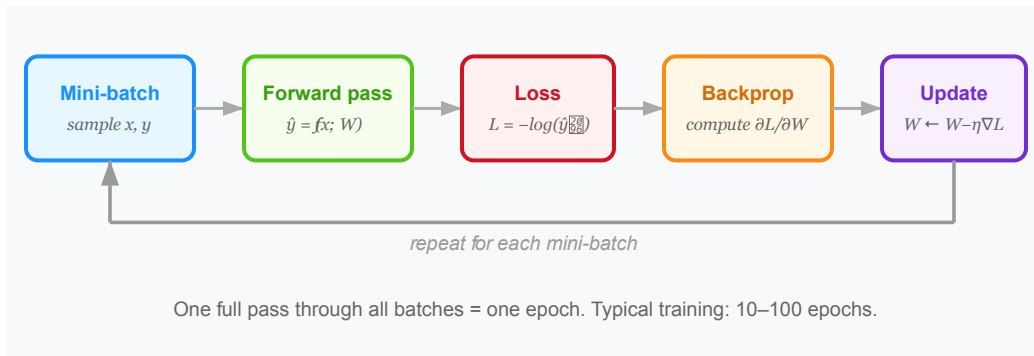 Mini-batch
sample x, y
Forward pass
ŷ = f(x; W)
Loss
L = −log(ŷ)
Backprop
compute ∂L/∂W
Update
W ← W−η∇L
repeat for each mini-batch
One full pass through all batches = one epoch. Typical training: 10–100 epochs.